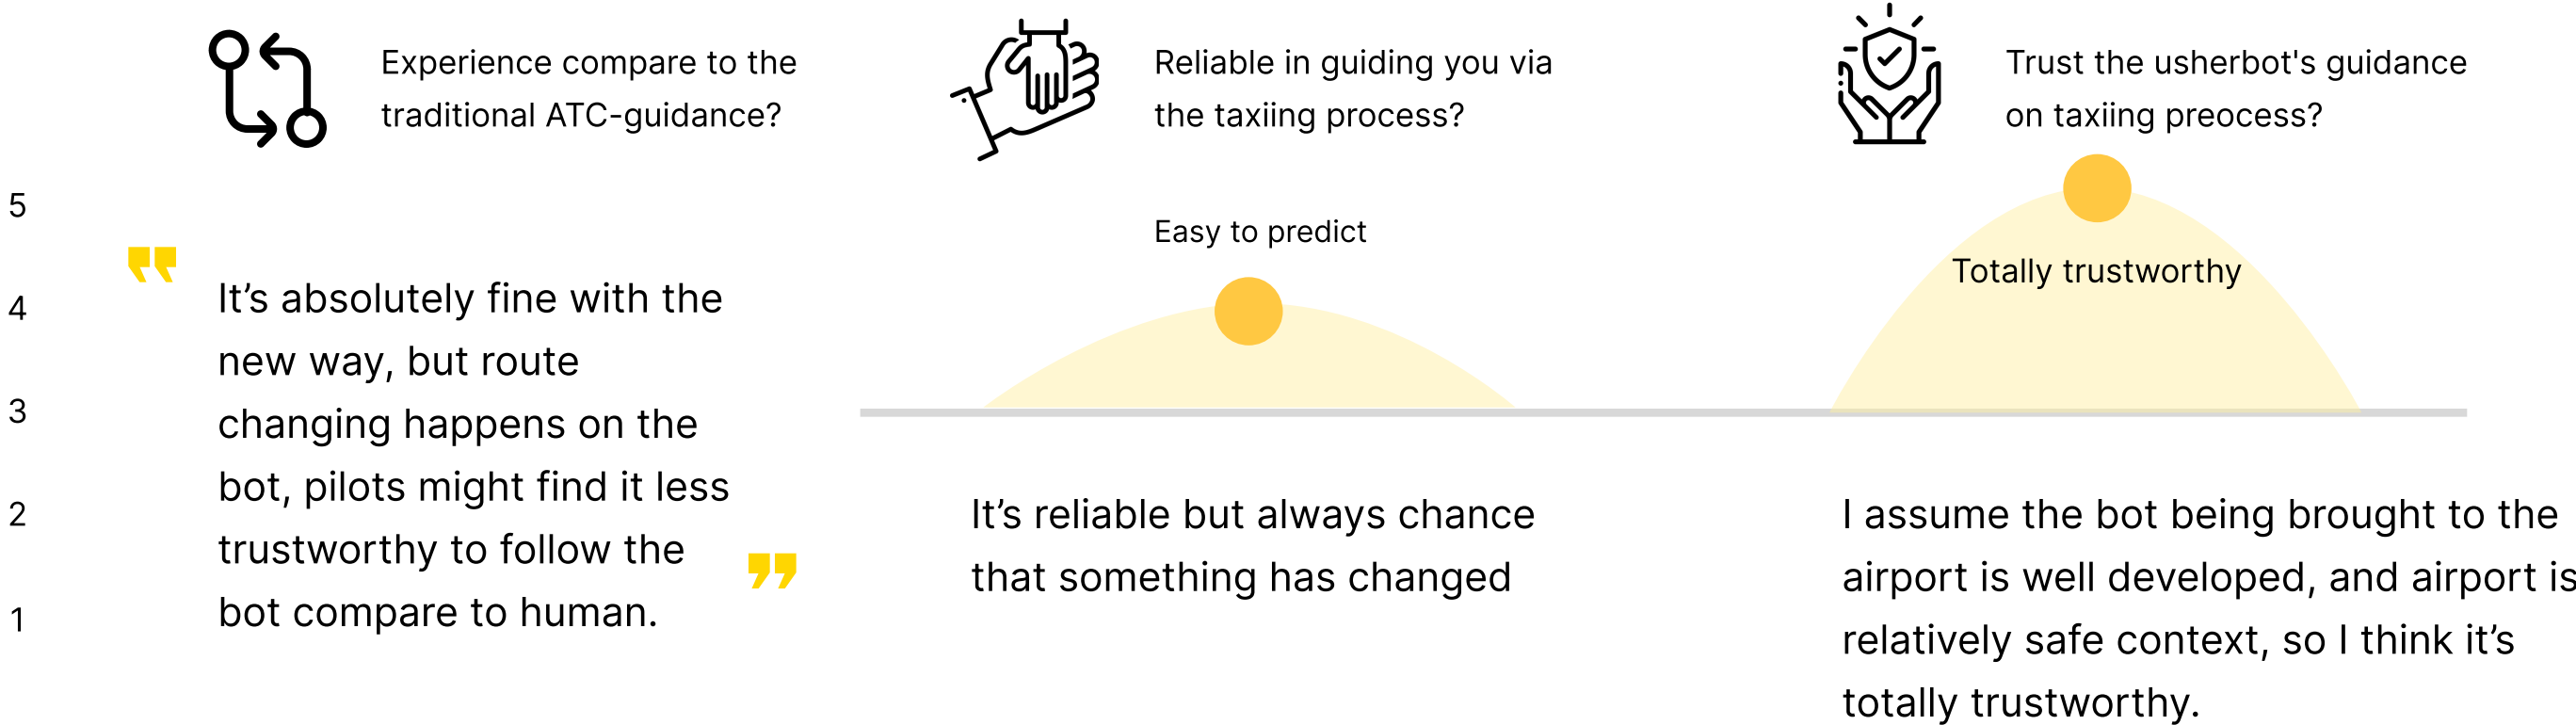 Experience compare to the
traditional ATC-guidance?
Reliable in guiding you via
the taxiing process?
Trust the usherbot's guidance
on taxiing preocess?
5
4
3
2
1
It’s absolutely fine with the
new way, but route
changing happens on the
bot, pilots might find it less
trustworthy to follow the
bot compare to human.
Easy to predict
It’s reliable but always chance
that something has changed
Totally trustworthy
I assume the bot being brought to the
airport is well developed, and airport is
relatively safe context, so I think it’s
totally trustworthy.